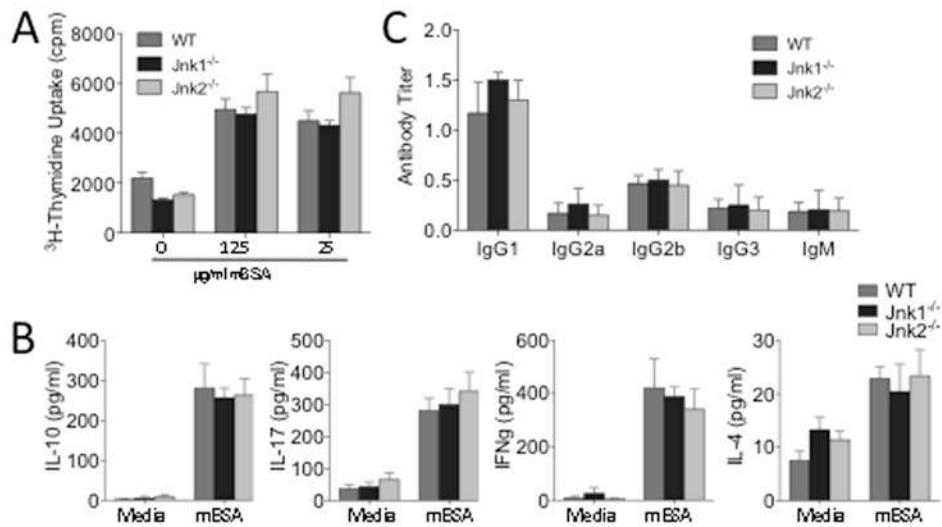 A
³H-Thymidine Uptake (cpm)
8000
6000
4000
2000
0
WT
Jnk1⁻/⁻
Jnk2⁻/⁻
0 125 25
µg/ml mBSA
C
Antibody Titer
2.0
1.5
1.0
0.5
0.0
WT
Jnk1⁻/⁻
Jnk2⁻/⁻
IgG1 IgG2a IgG2b IgG3 IgM
WT
Jnk1⁻/⁻
Jnk2⁻/⁻
B
IL-10 (pg/ml)
400
300
200
100
0
Media mBSA
IL-17 (pg/ml)
500
400
300
200
100
0
Media mBSA
IFNg (pg/ml)
600
400
200
0
Media mBSA
IL-4 (pg/ml)
30
20
10
0
Media mBSA